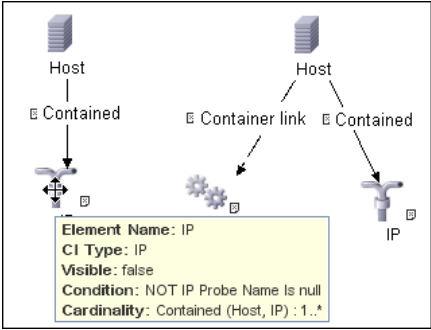 Host
Host
Contained
Container link
Contained
IP
Element Name: IP
CI Type: IP
Visible: false
Condition: NOT IP Probe Name Is null
Cardinality: Contained (Host, IP) : 1..*